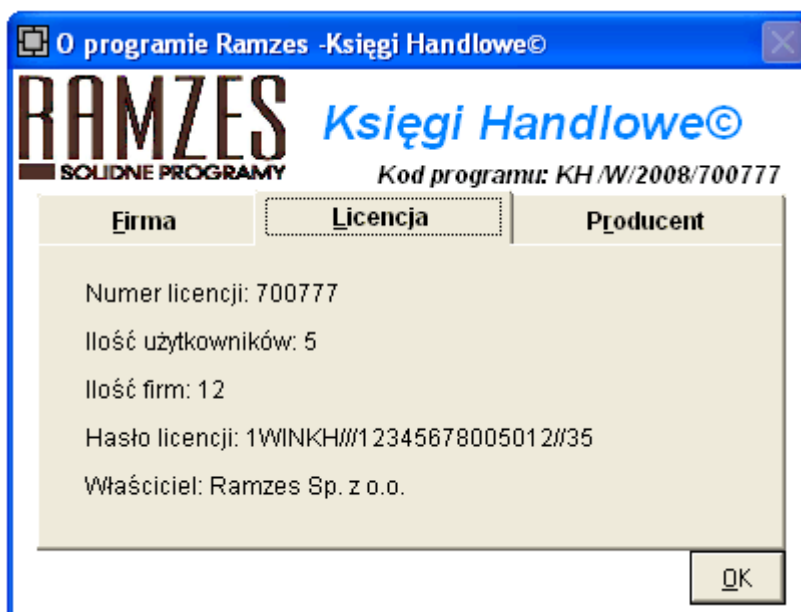 O programie Ramzes -Księgi Handlowe©
RAMZES
SOLIDNE PROGRAMY
Księgi Handlowe©
Kod programu: KH /W/2008/700777
Firma Licencja Producent
Numer licencji: 700777
Ilość użytkowników: 5
Ilość firm: 12
Hasło licencji: 1WINKH///12345678005012//35
Właściciel: Ramzes Sp. z o.o.
OK